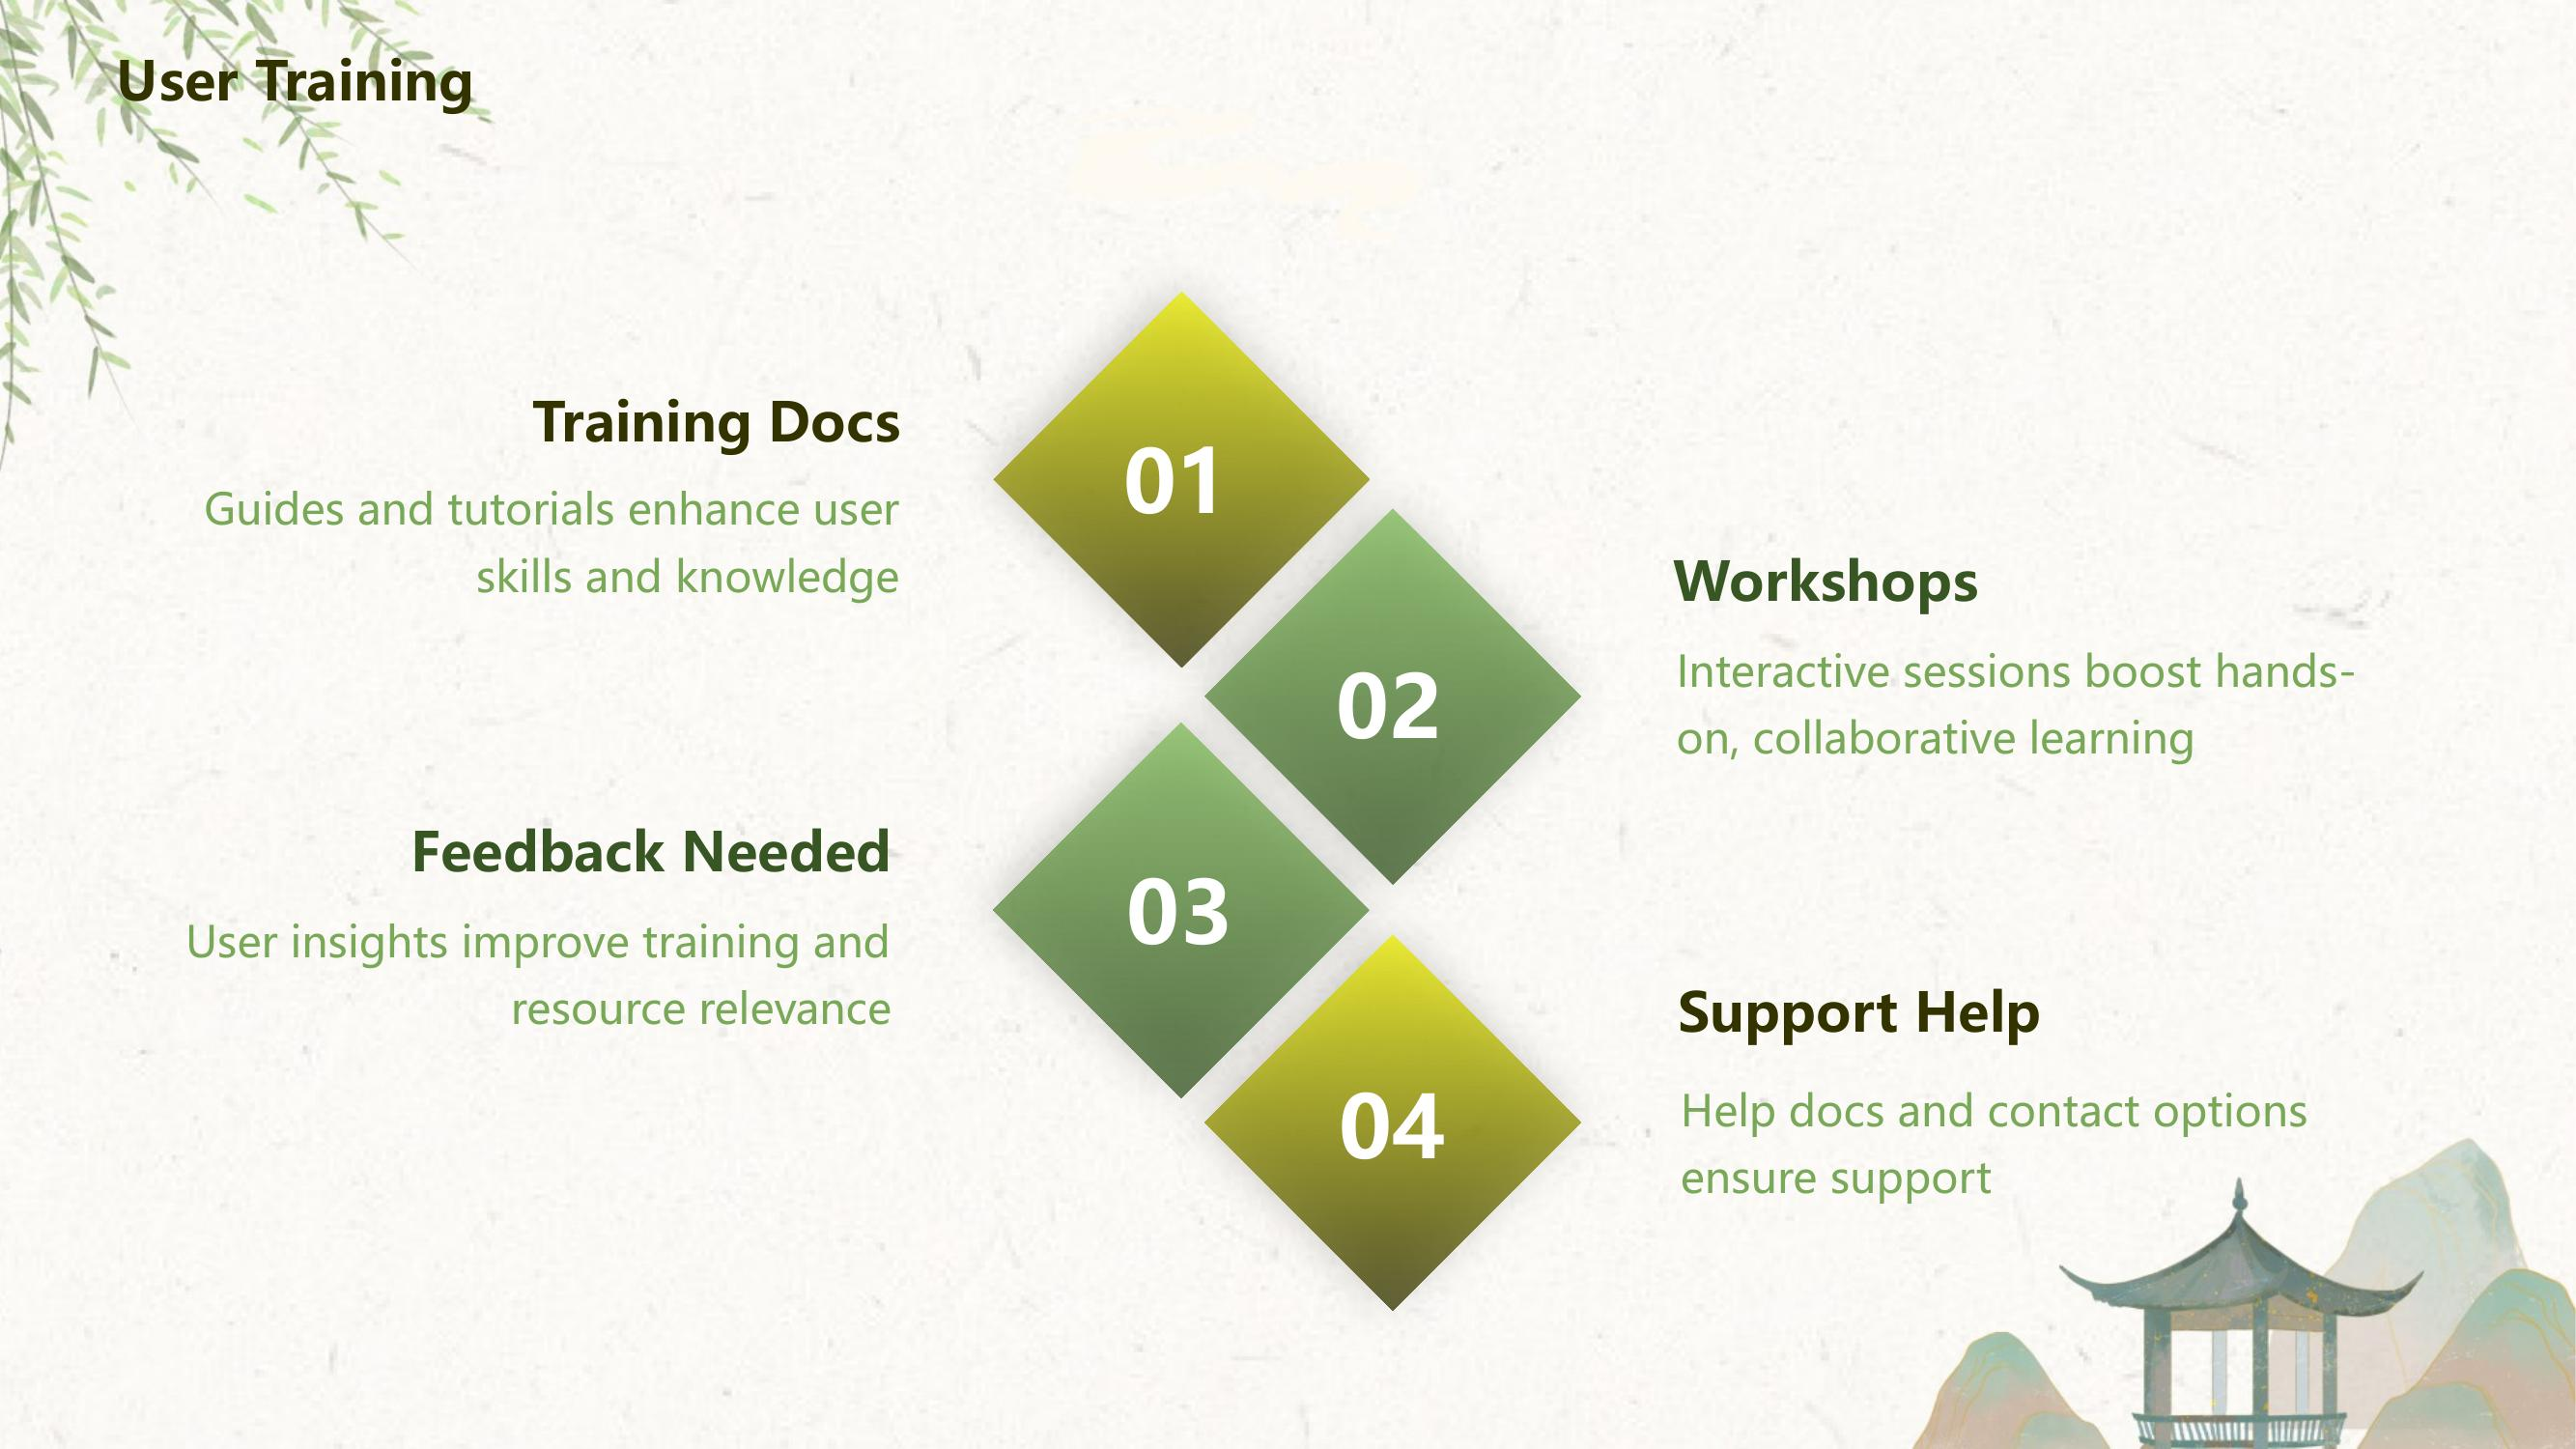 User Training
01
Training Docs
Guides and tutorials enhance user
skills and knowledge
02
Workshops
Interactive sessions boost hands-
on, collaborative learning
03
Feedback Needed
User insights improve training and
resource relevance
04
Support Help
Help docs and contact options
ensure support